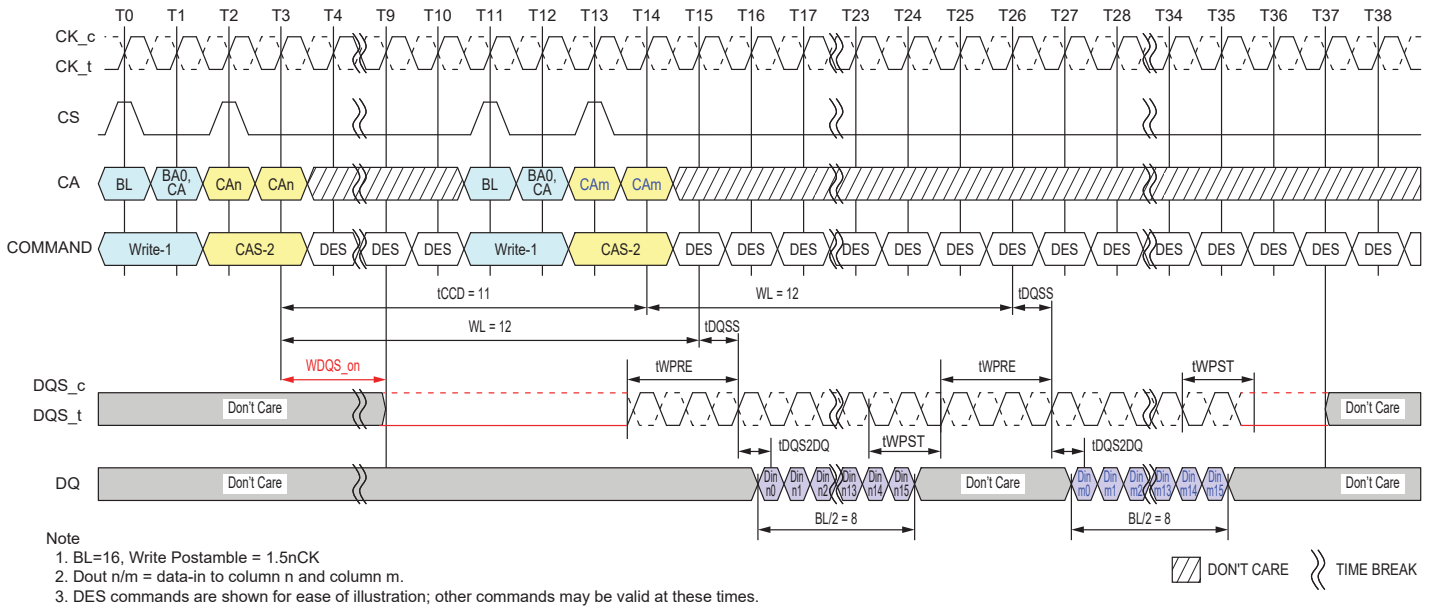 T0 T1 T2 T3 T4 T9 T10 T11 T12 T13 T14 T15 T16 T17 T23 T24 T25 T26 T27 T28 T34 T35 T36 T37 T38
CK_c
CK_t
CS
CA BL BA0, CA CAn CAn BL BA0, CA CAm CAm
COMMAND Write-1 CAS-2 DES DES DES Write-1 CAS-2 DES DES DES DES DES DES DES DES DES DES DES DES DES DES
tCCD = 11 WL = 12 tDQSS
WL = 12 tDQSS
WDQS_on tWPRE tWPRE tWPST
DQS_c
DQS_t
Don't Care Don't Care
tDQS2DQ tWPST tDQS2DQ
DQ Don't Care Din n0 Din n1 Din n2 Din n13 Din n14 Din n15 Don't Care Din m0 Din m1 Din m2 Din m13 Din m14 Din m15 Don't Care
BL/2 = 8 BL/2 = 8
Note
1. BL=16, Write Postamble = 1.5nCK
2. Dout n/m = data-in to column n and column m.
3. DES commands are shown for ease of illustration; other commands may be valid at these times.
DON'T CARE TIME BREAK